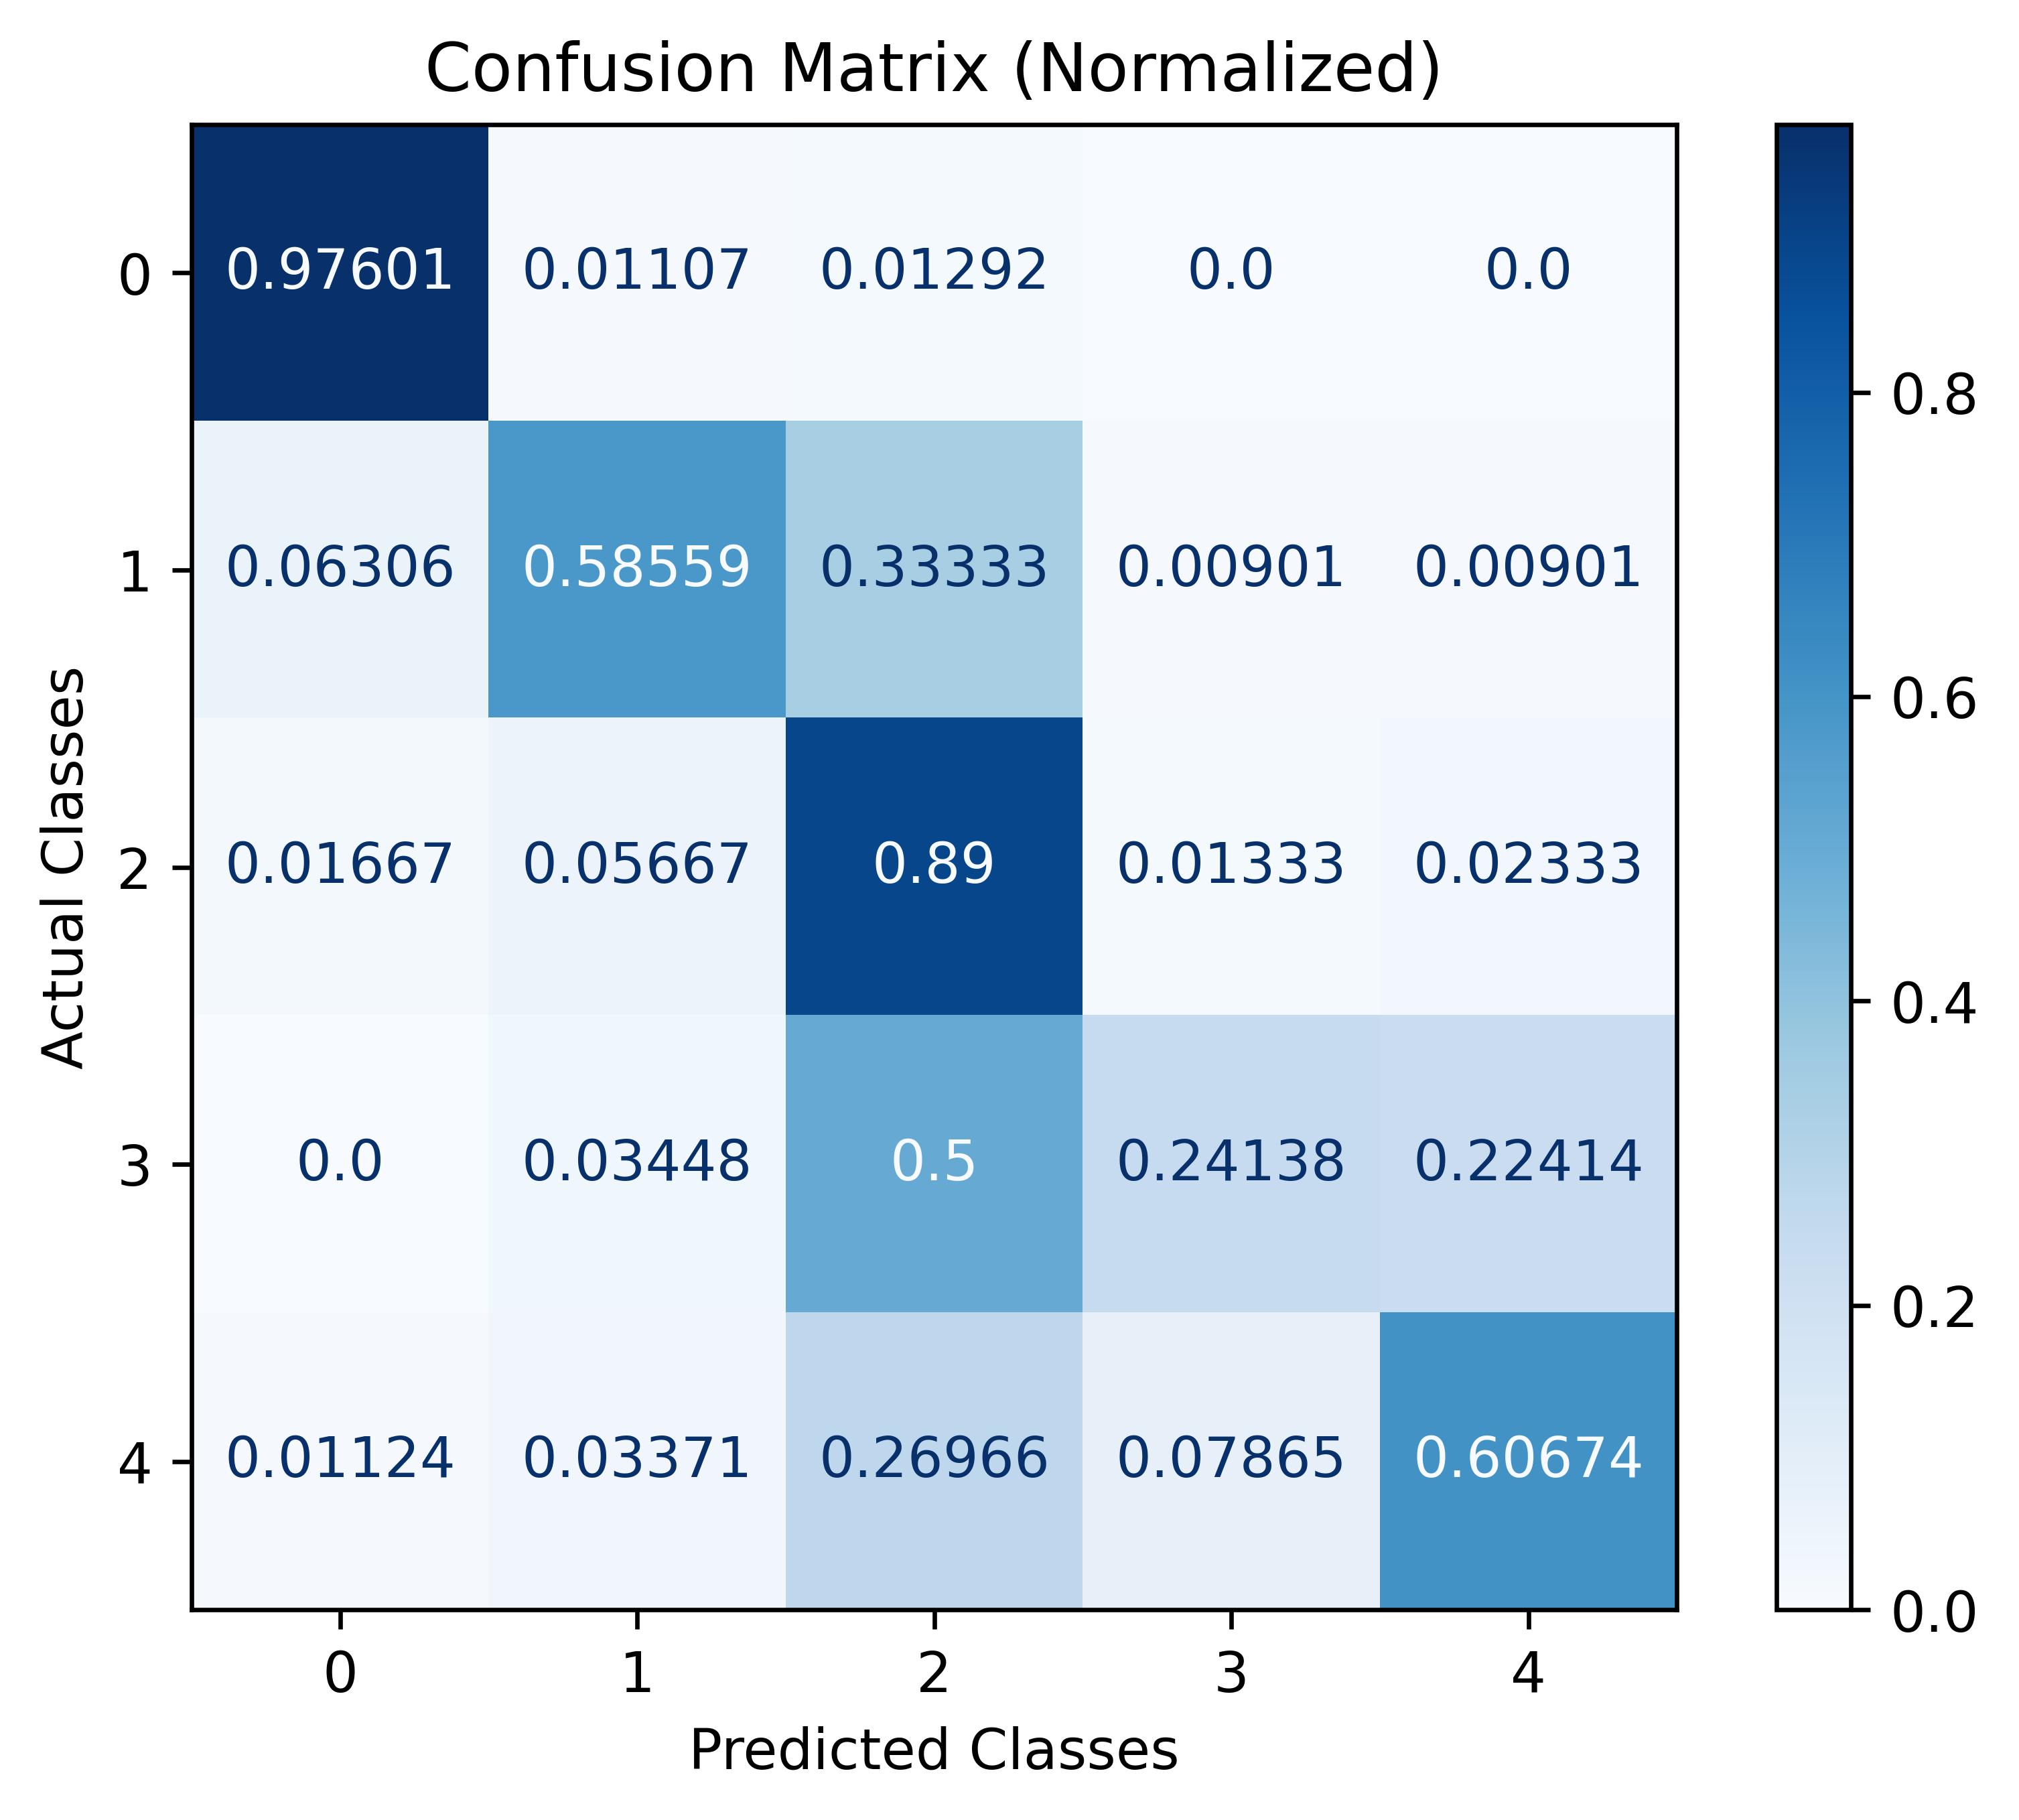 Confusion Matrix (Normalized)
0 0.97601 0.01107 0.01292 0.0 0.0
1 0.06306 0.58559 0.33333 0.00901 0.00901
2 0.01667 0.05667 0.89 0.01333 0.02333
3 0.0 0.03448 0.5 0.24138 0.22414
4 0.01124 0.03371 0.26966 0.07865 0.60674
0 1 2 3 4
Predicted Classes
Actual Classes
0.8
0.6
0.4
0.2
0.0